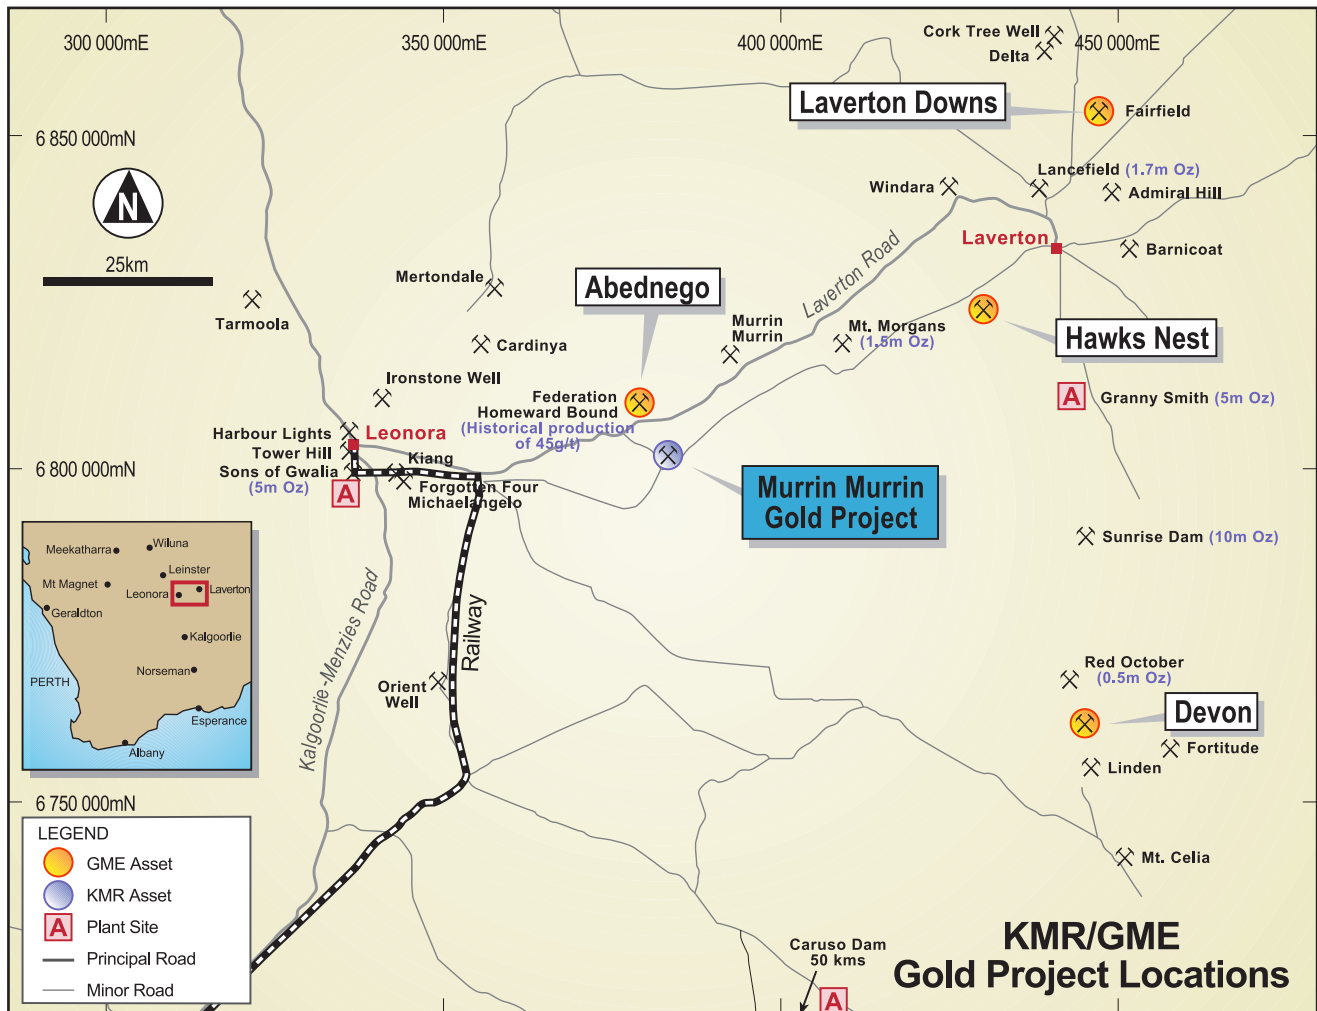 300 000mE
350 000mE
400 000mE
450 000mE
Cork Tree Well
Delta
Laverton Downs
Fairfield
6 850 000mN
Lancefield (1.7m Oz)
Windara
Admiral Hill
N
Laverton
Barnicoat
25km
Laverton Road
Mertondale
Abednego
Tarmoola
Murrin
Murrin
Mt. Morgans
(1.5m Oz)
Hawks Nest
Cardinya
Ironstone Well
Federation
Homeward Bound
(Historical production
of 45g/t)
A
Granny Smith (5m Oz)
Harbour Lights
Leonora
Tower Hill
Kiang
6 800 000mN
Sons of Gwalia
(5m Oz)
A
Forgotten Four
Michaelangelo
Murrin Murrin
Gold Project
Sunrise Dam (10m Oz)
Meekatharra
Wiluna
Leinster
Mt Magnet
Leonora
Laverton
Geraldton
Kalgoorlie
Norseman
PERTH
Esperance
Albany
Kalgoorlie-Menzies Road
Railway
Orient
Well
Red October
(0.5m Oz)
Devon
Fortitude
Linden
6 750 000mN
Mt. Celia
LEGEND
GME Asset
KMR Asset
A
Plant Site
Principal Road
Minor Road
Caruso Dam
50 kms
A
KMR/GME
Gold Project Locations